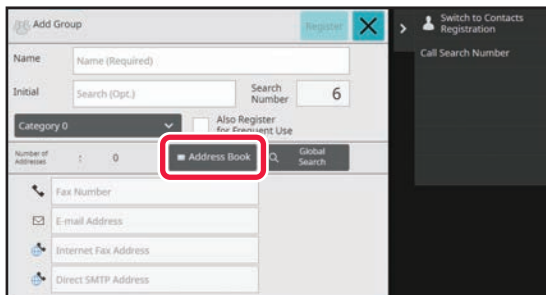 Add Group
Register
Name
Name (Required)
Initial
Search (Opt.)
Search
Number
6
Category 0
Also Register
for Frequent Use
Number of
Addresses
:
0
Address Book
Global
Search
Fax Number
E-mail Address
Internet Fax Address
Direct SMTP Address
Switch to Contacts
Registration
Call Search Number